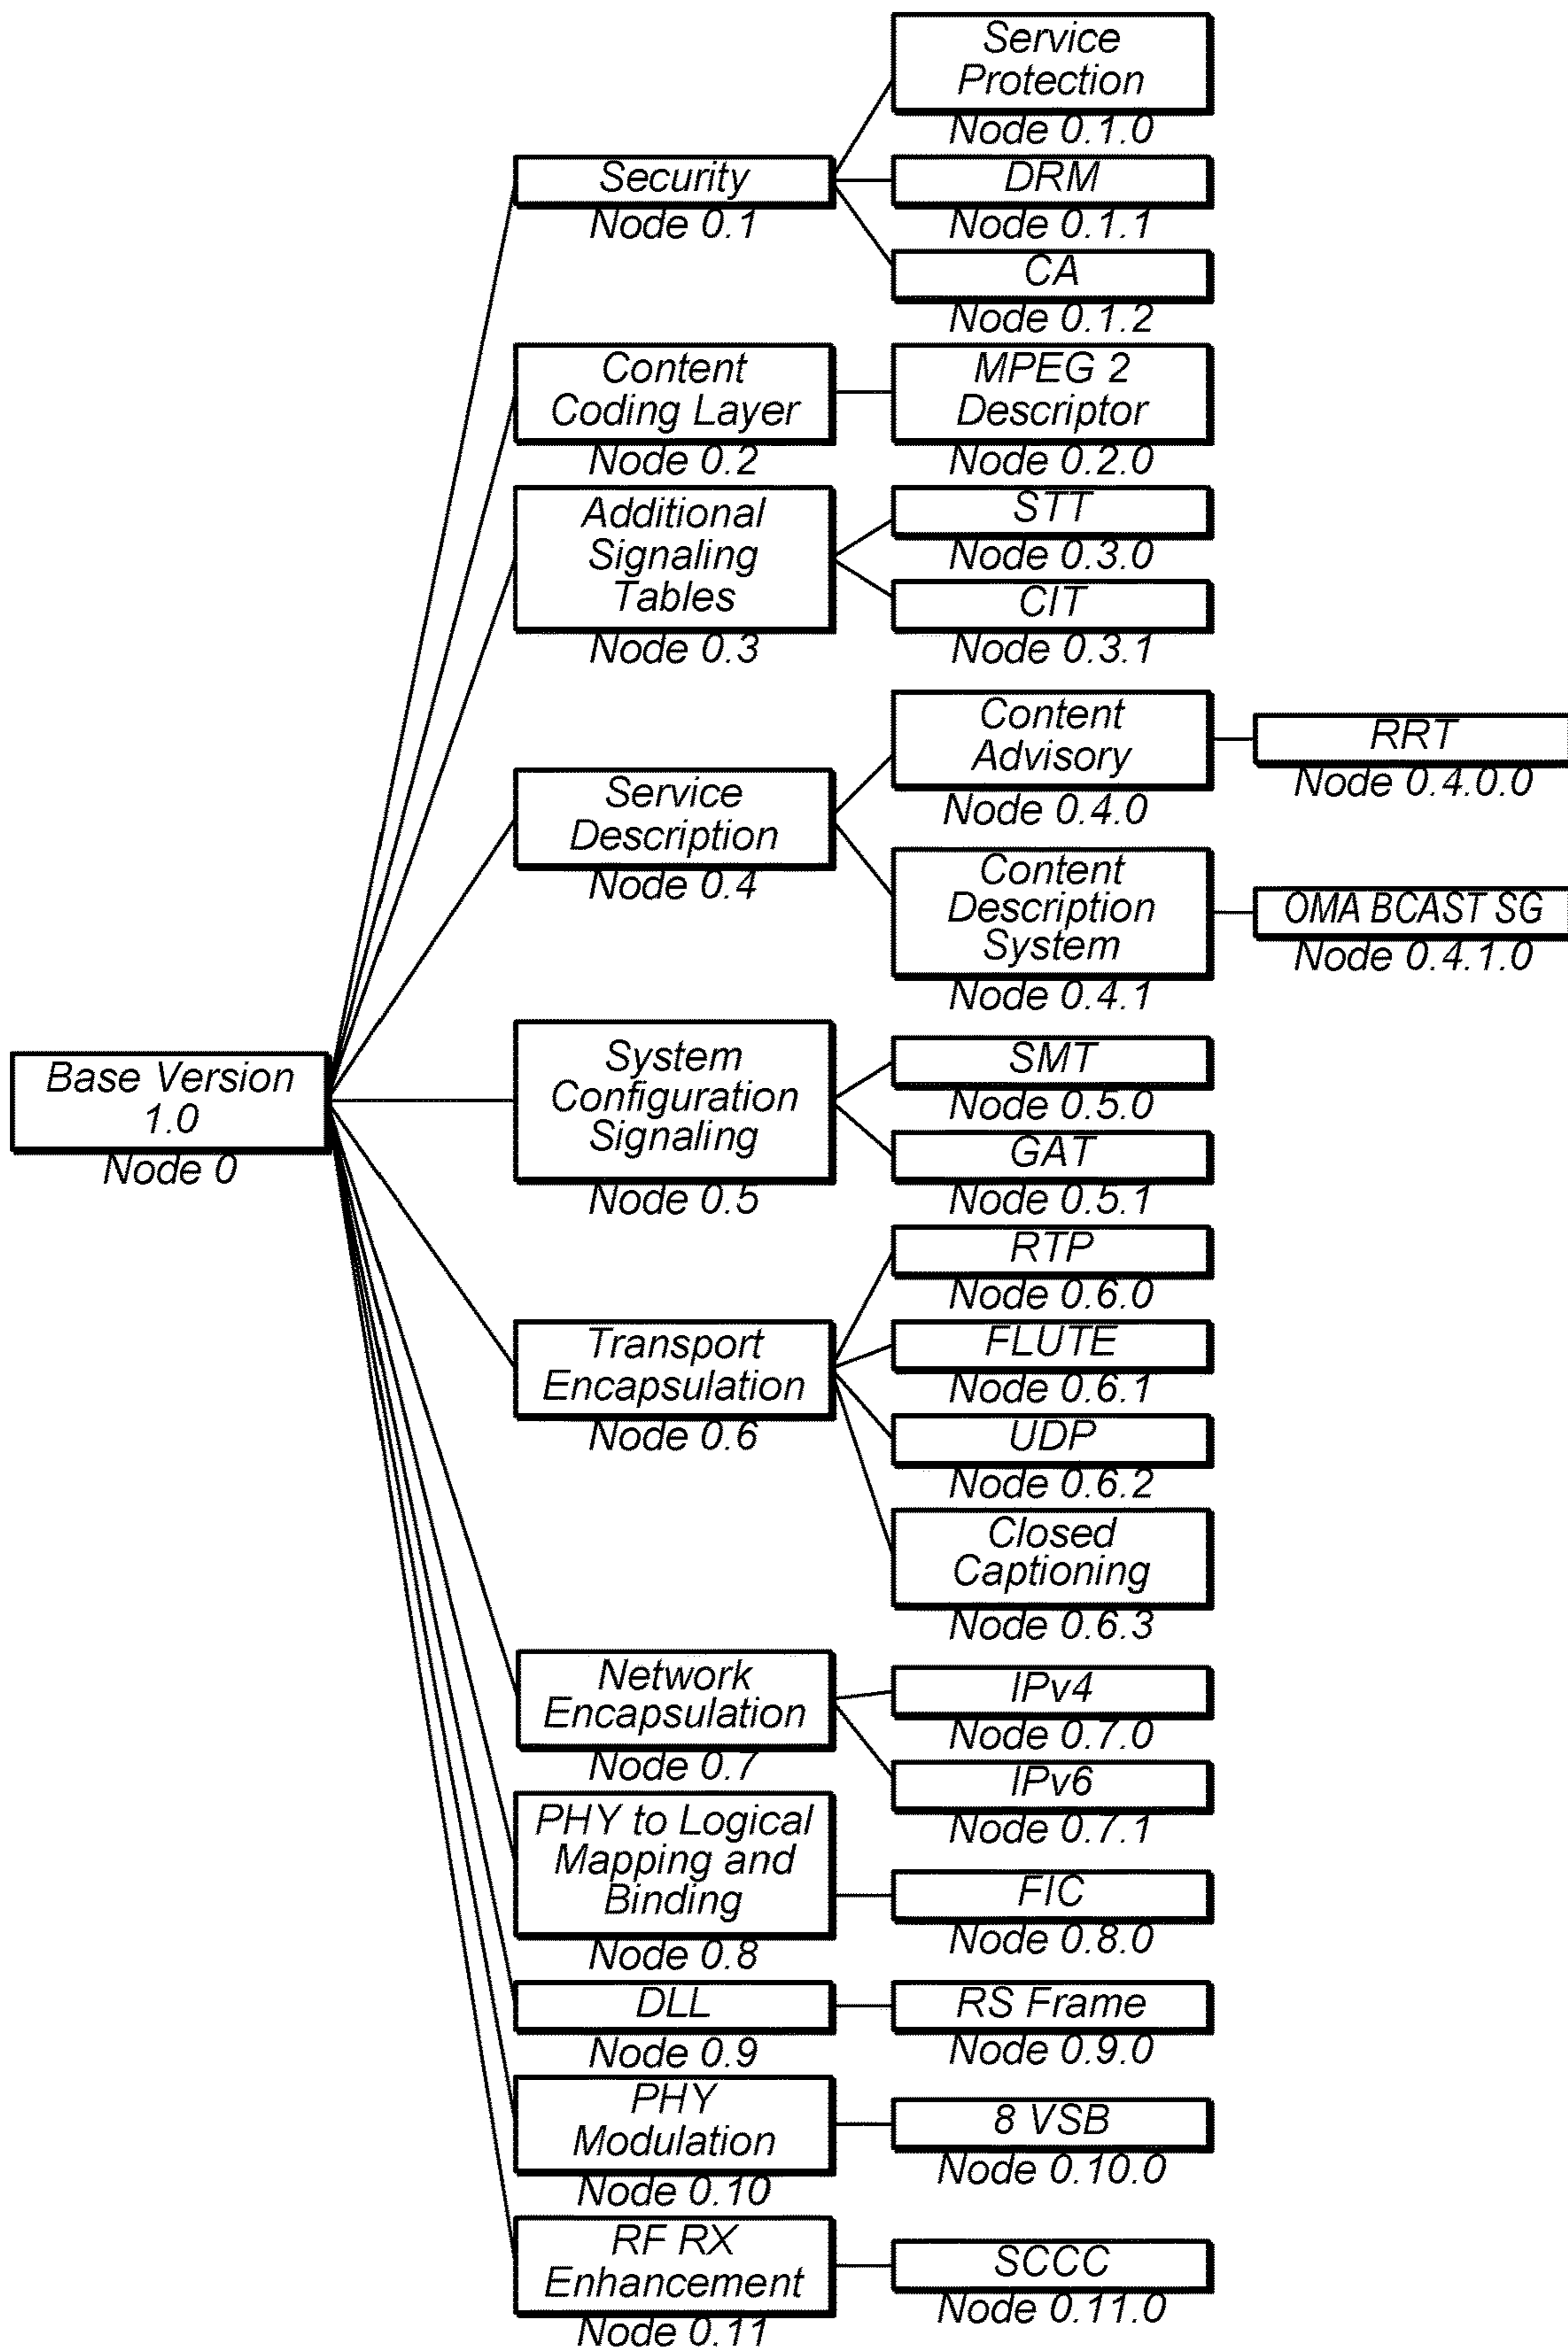 Service
Protection
Node 0.1.0
Security
Node 0.1
DRM
Node 0.1.1
CA
Node 0.1.2
Content
Coding Layer
Node 0.2
MPEG 2
Descriptor
Node 0.2.0
Additional
Signaling
Tables
Node 0.3
STT
Node 0.3.0
CIT
Node 0.3.1
Service
Description
Node 0.4
Content
Advisory
Node 0.4.0
RRT
Node 0.4.0.0
Content
Description
System
Node 0.4.1
OMA BCAST SG
Node 0.4.1.0
Base Version
1.0
Node 0
System
Configuration
Signaling
Node 0.5
SMT
Node 0.5.0
GAT
Node 0.5.1
Transport
Encapsulation
Node 0.6
RTP
Node 0.6.0
FLUTE
Node 0.6.1
UDP
Node 0.6.2
Closed
Captioning
Node 0.6.3
Network
Encapsulation
Node 0.7
IPv4
Node 0.7.0
IPv6
Node 0.7.1
PHY to Logical
Mapping and
Binding
Node 0.8
FIC
Node 0.8.0
DLL
Node 0.9
RS Frame
Node 0.9.0
PHY
Modulation
Node 0.10
8 VSB
Node 0.10.0
RF RX
Enhancement
Node 0.11
SCCC
Node 0.11.0